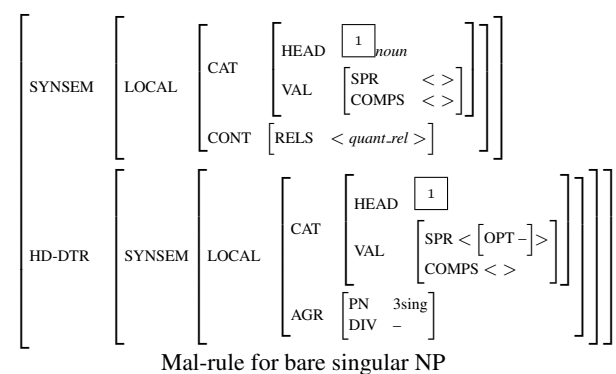 HEAD 1 noun
CAT
SPR < >
SYNSEM LOCAL VAL
COMPS < >
CONT RELS < quant_rel >
HEAD 1
CAT
SPR < OPT – >
HD-DTR SYNSEM LOCAL VAL
COMPS < >
PN 3sing
AGR
DIV –
Mal-rule for bare singular NP